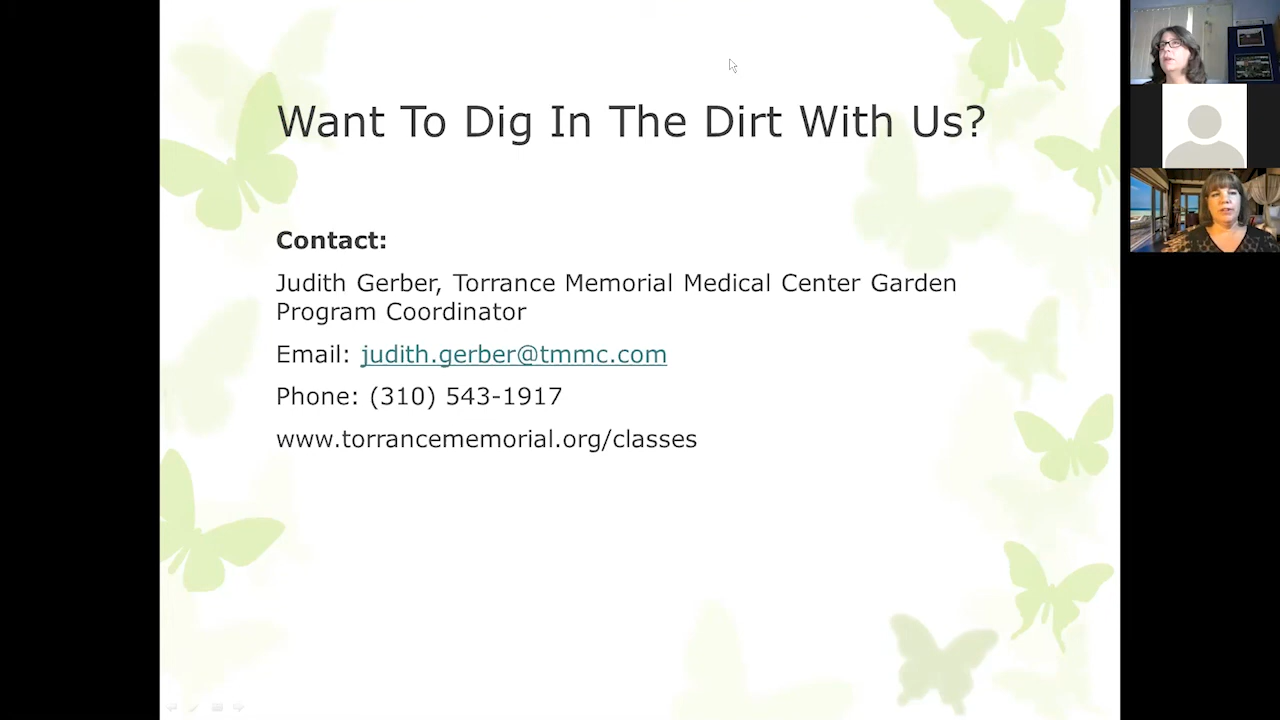 Want To Dig In The Dirt With Us?
Contact:
Judith Gerber, Torrance Memorial Medical Center Garden
Program Coordinator
Email: judith.gerber@tmmc.com
Phone: (310) 543-1917
www.torrancememorial.org/classes